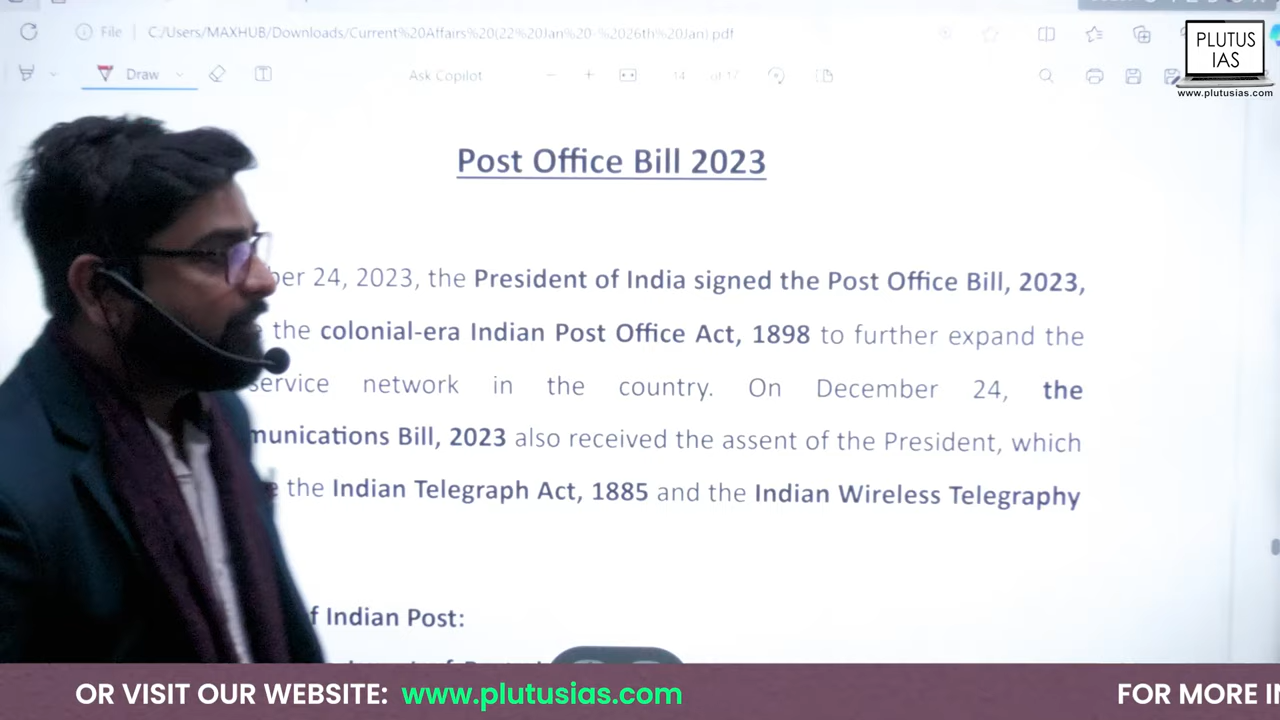 File
C:/Users/MAXHUB/Downloads/Current%20Affairs(22%20Jan%20-%2026th%20Jan).pdf
PLUTUS
IAS
www.plutusias.com
Draw
Ask Copilot
14 of 17
Post Office Bill 2023
ber 24, 2023, the President of India signed the Post Office Bill, 2023,
the colonial-era Indian Post Office Act, 1898 to further expand the
service network in the country. On December 24, the
munications Bill, 2023 also received the assent of the President, which
the Indian Telegraph Act, 1885 and the Indian Wireless Telegraphy
f Indian Post:
OR VISIT OUR WEBSITE: www.plutusias.com
FOR MORE IN